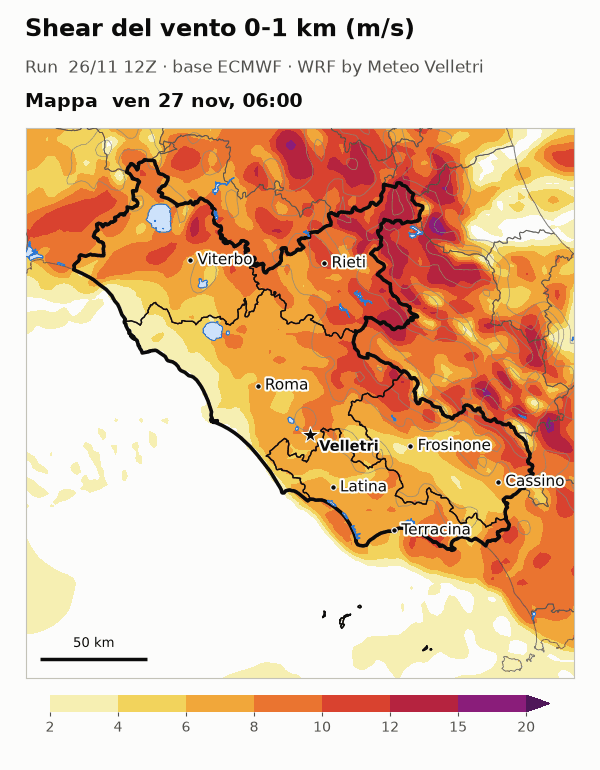 Shear del vento 0-1 km (m/s)
Run  26/11 12Z · base ECMWF · WRF by Meteo Velletri
Mappa  ven 27 nov, 06:00
Viterbo
Rieti
Roma
Velletri
Frosinone
Cassino
Latina
Terracina
50 km
2 4 6 8 10 12 15 20